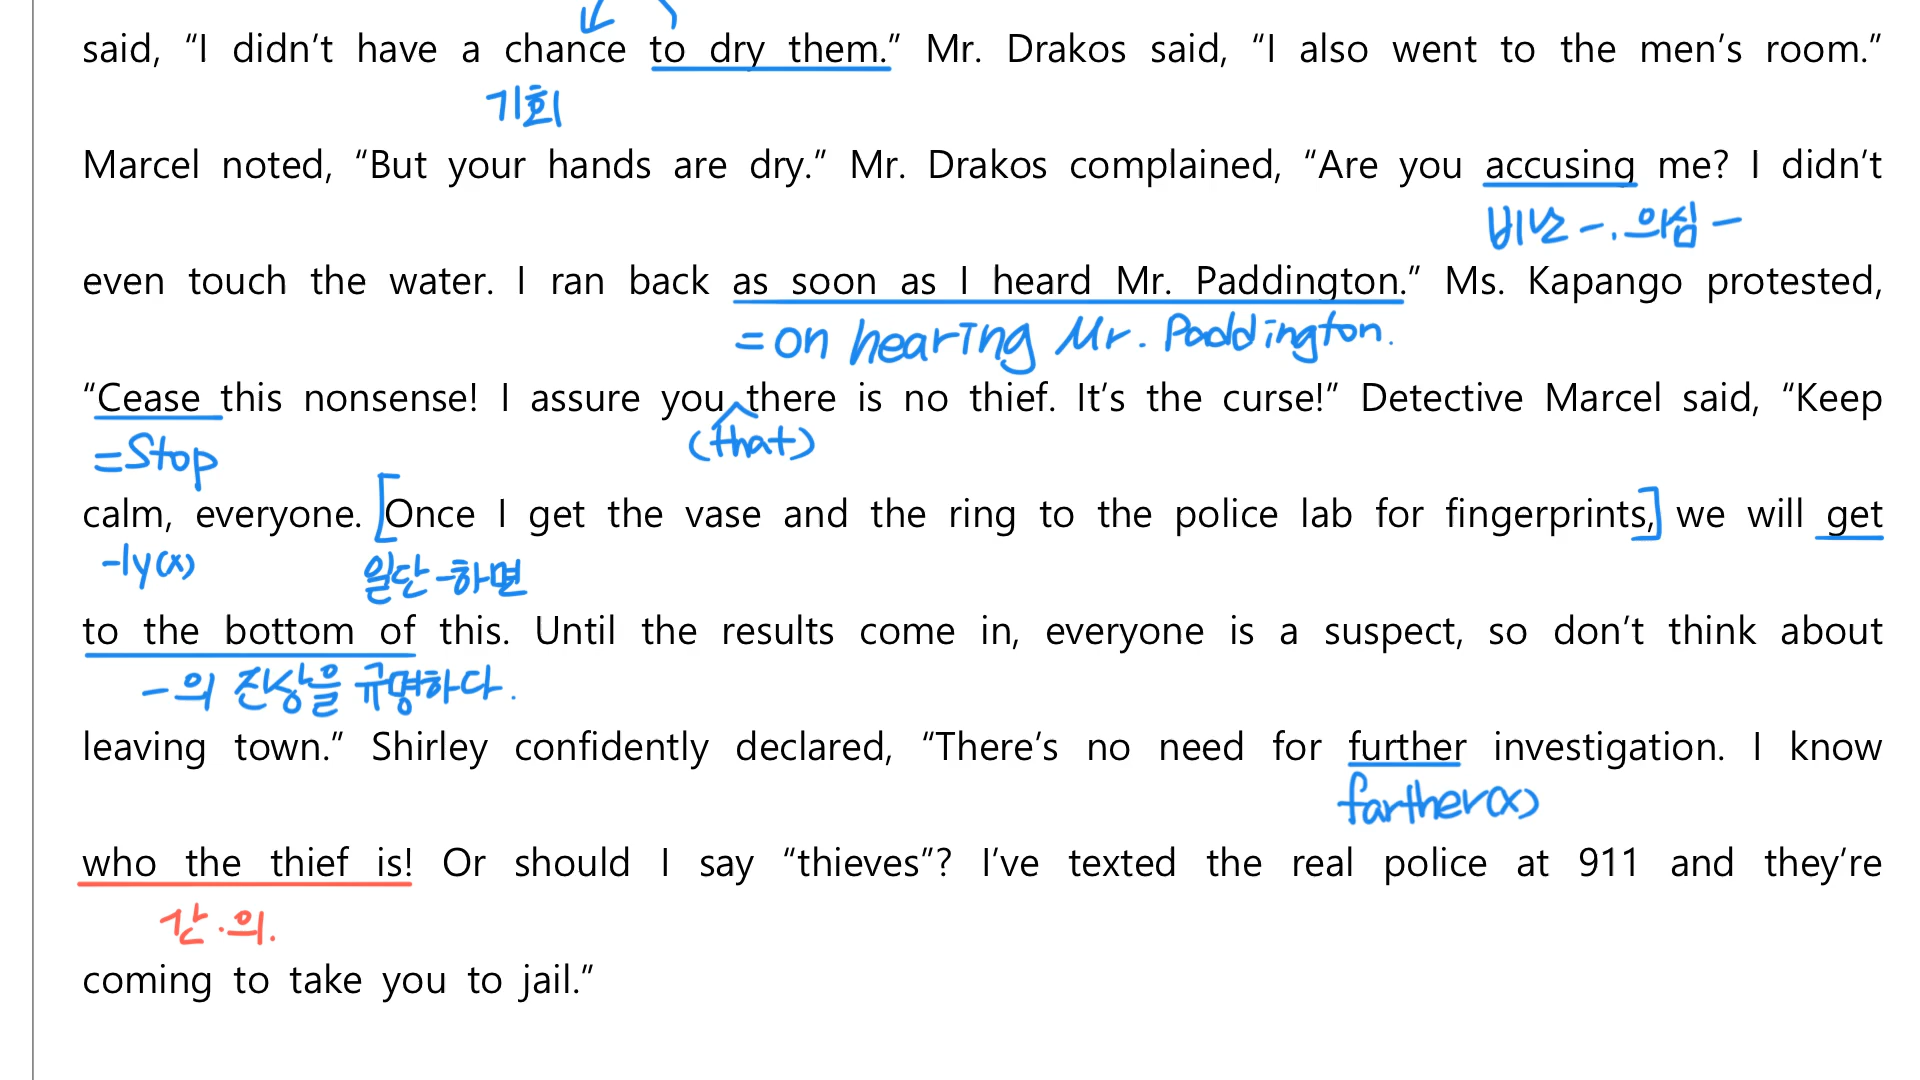 said, “I didn’t have a chance to dry them.” Mr. Drakos said, “I also went to the men’s room.”
기회
Marcel noted, “But your hands are dry.” Mr. Drakos complained, “Are you accusing me? I didn’t
비난 – . 의심 –
even touch the water. I ran back as soon as I heard Mr. Paddington.” Ms. Kapango protested,
= on hearing Mr. Paddington.
“Cease this nonsense! I assure you there is no thief. It’s the curse!” Detective Marcel said, “Keep
=Stop (that)
calm, everyone. [Once I get the vase and the ring to the police lab for fingerprints,] we will get
-ly(x) 일단 -하면
to the bottom of this. Until the results come in, everyone is a suspect, so don’t think about
– 의 진상을 규명하다.
leaving town.” Shirley confidently declared, “There’s no need for further investigation. I know
farther(x)
who the thief is! Or should I say “thieves”? I’ve texted the real police at 911 and they’re
간.의.
coming to take you to jail.”